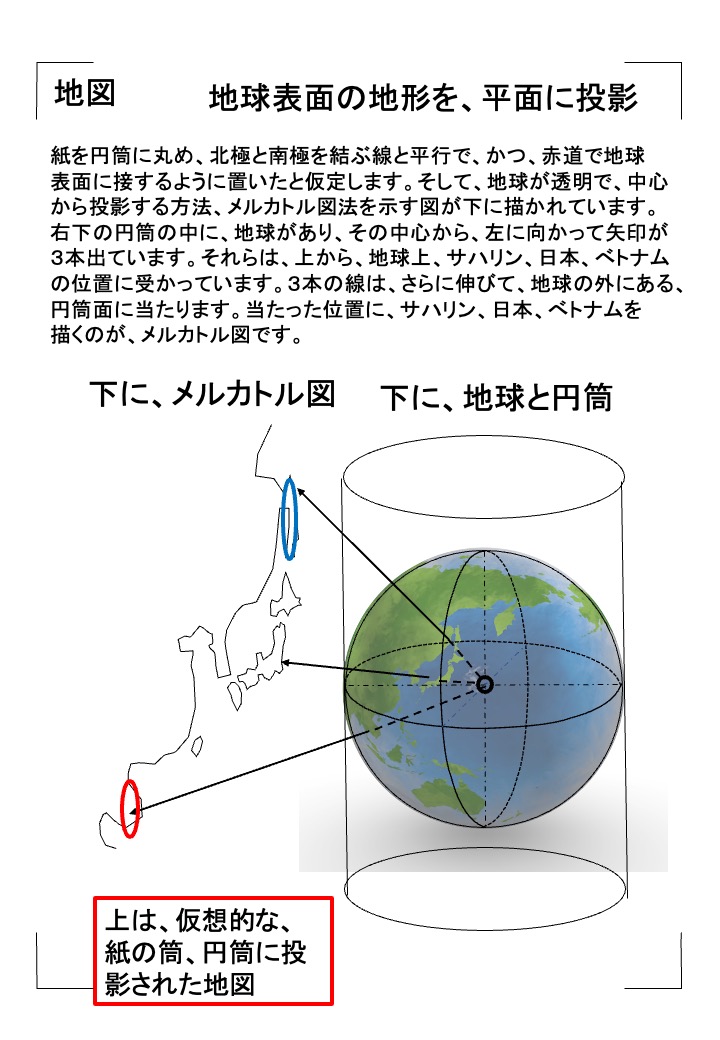 地図
地球表面の地形を、平面に投影
紙を円筒に丸め、北極と南極を結ぶ線と平行で、かつ、赤道で地球
表面に接するように置いたと仮定します。そして、地球が透明で、中心
から投影する方法、メルカトル図法を示す図が下に描かれています。
右下の円筒の中に、地球があり、その中心から、左に向かって矢印が
３本出ています。それらは、上から、地球上、サハリン、日本、ベトナム
の位置に受かっています。３本の線は、さらに伸びて、地球の外にある、
円筒面に当たります。当たった位置に、サハリン、日本、ベトナムを
描くのが、メルカトル図です。
下に、メルカトル図
下に、地球と円筒
上は、仮想的な、
紙の筒、円筒に投
影された地図